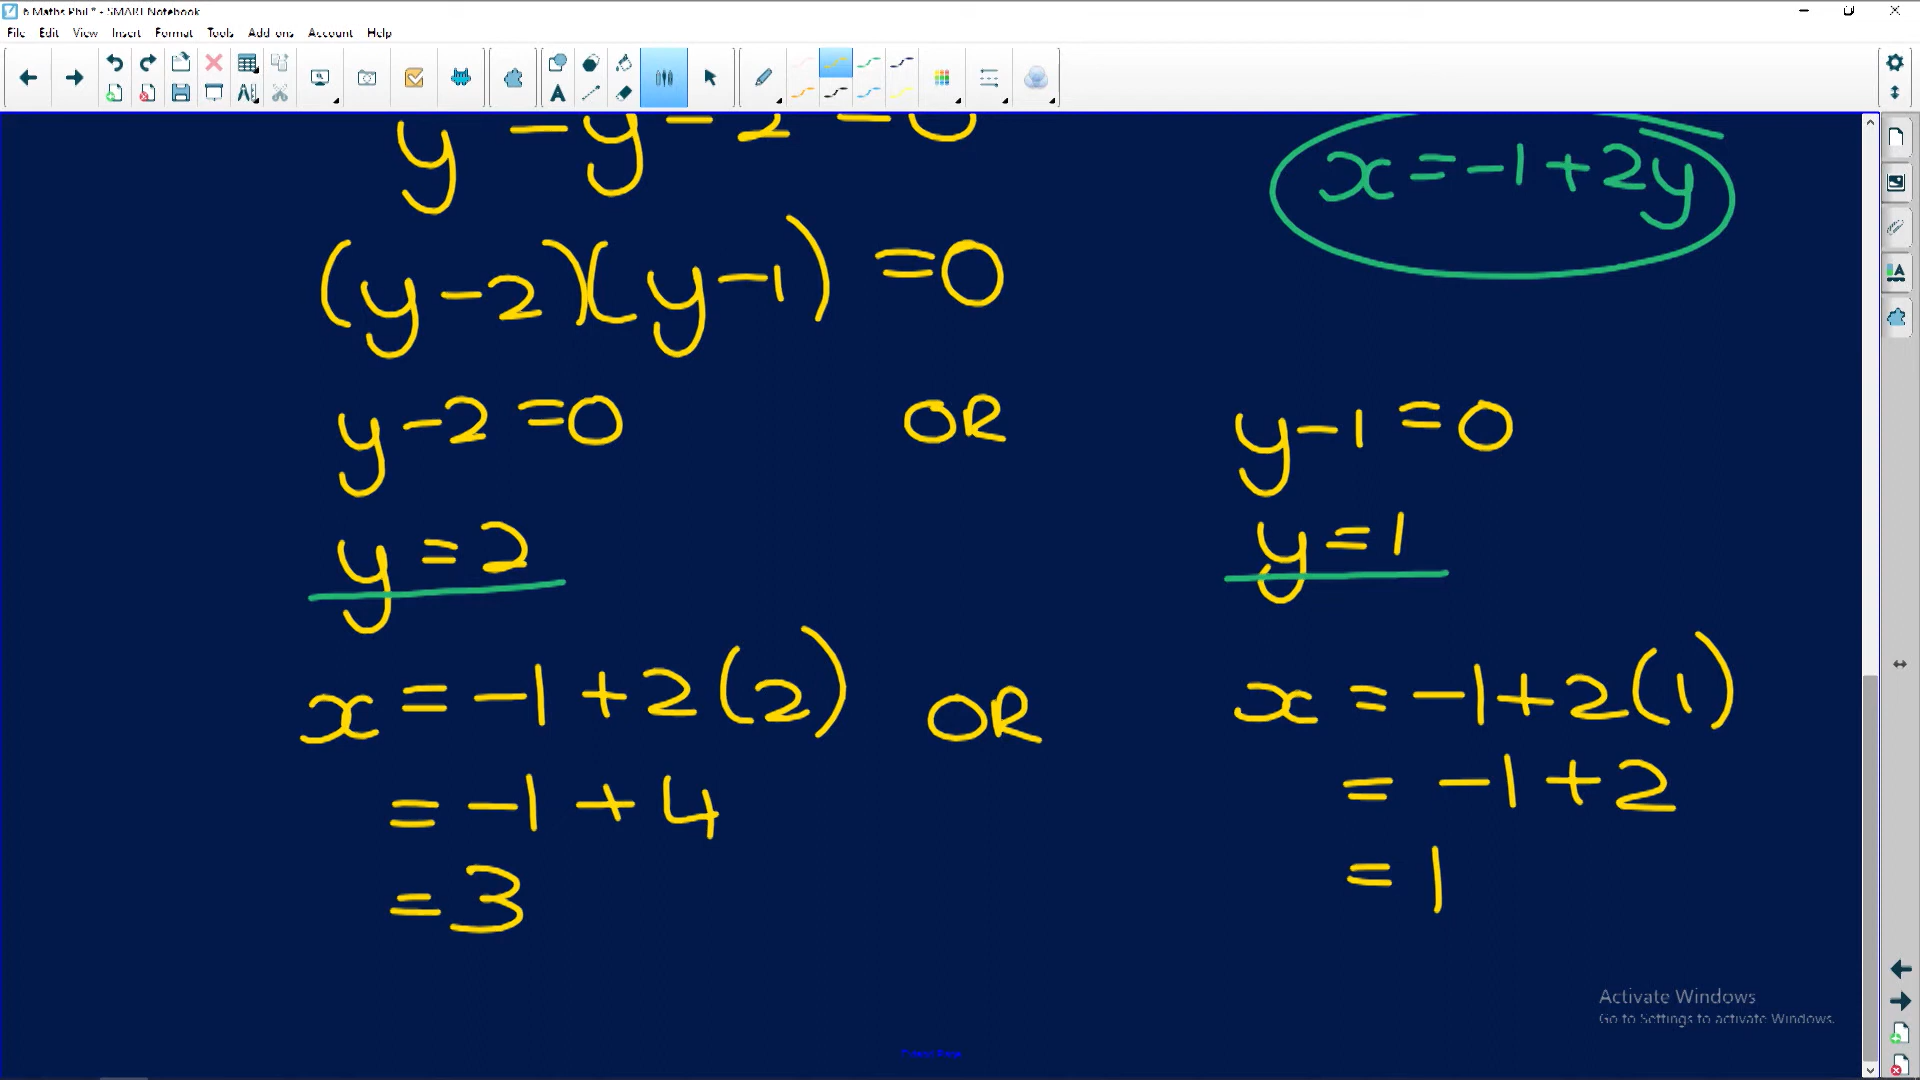 6 Maths Phil * - SMART Notebook
File Edit View Insert Format Tools Add-ons Account Help
y - y - 2 = 0
x = -1 + 2y
(y-2)(y-1) = 0
y-2 = 0 OR y-1 = 0
y = 2 y = 1
x = -1 + 2(2) OR x = -1 + 2(1)
= -1 + 4 = -1 + 2
= 3 = 1
Activate Windows
Go to Settings to activate Windows.